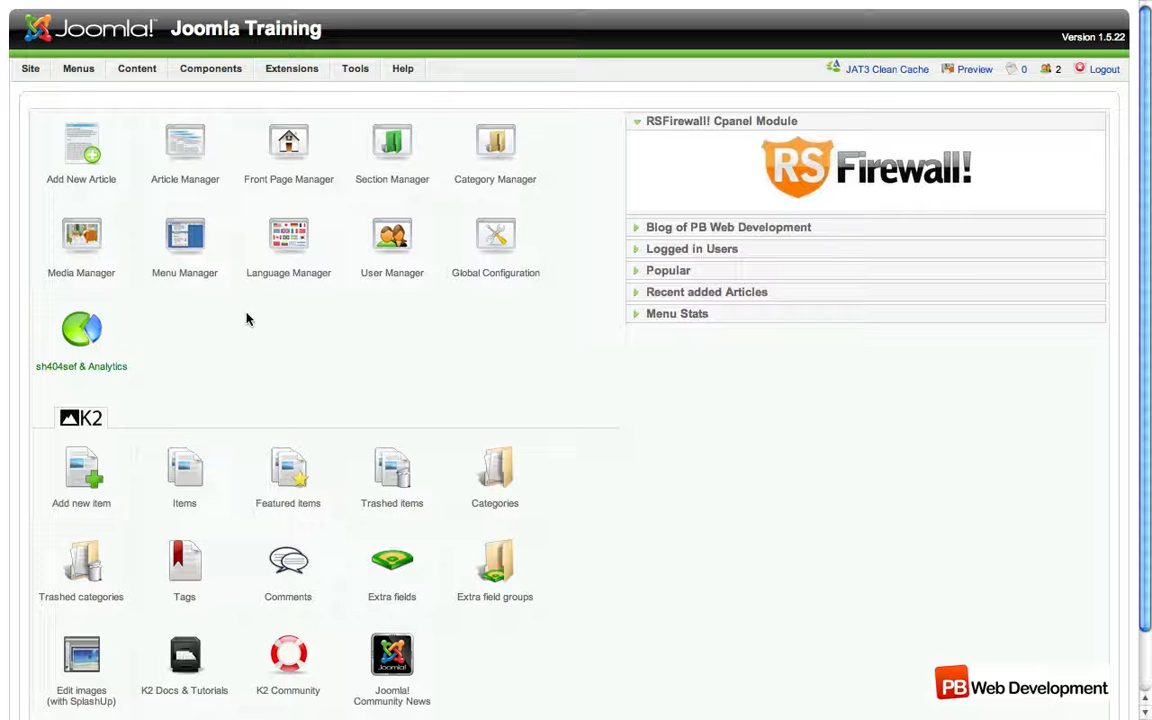 Joomla!™ Joomla Training
Version 1.5.22
Site Menus Content Components Extensions Tools Help
JAT3 Clean Cache Preview 0 2 Logout
Add New Article Article Manager Front Page Manager Section Manager Category Manager
Media Manager Menu Manager Language Manager User Manager Global Configuration
sh404sef & Analytics
RSFirewall! Cpanel Module
RS Firewall!
Blog of PB Web Development
Logged in Users
Popular
Recent added Articles
Menu Stats
K2
Add new item Items Featured items Trashed items Categories
Trashed categories Tags Comments Extra fields Extra field groups
Joomla!
Edit images K2 Docs & Tutorials K2 Community Joomla!
(with SplashUp) Community News
PB Web Development